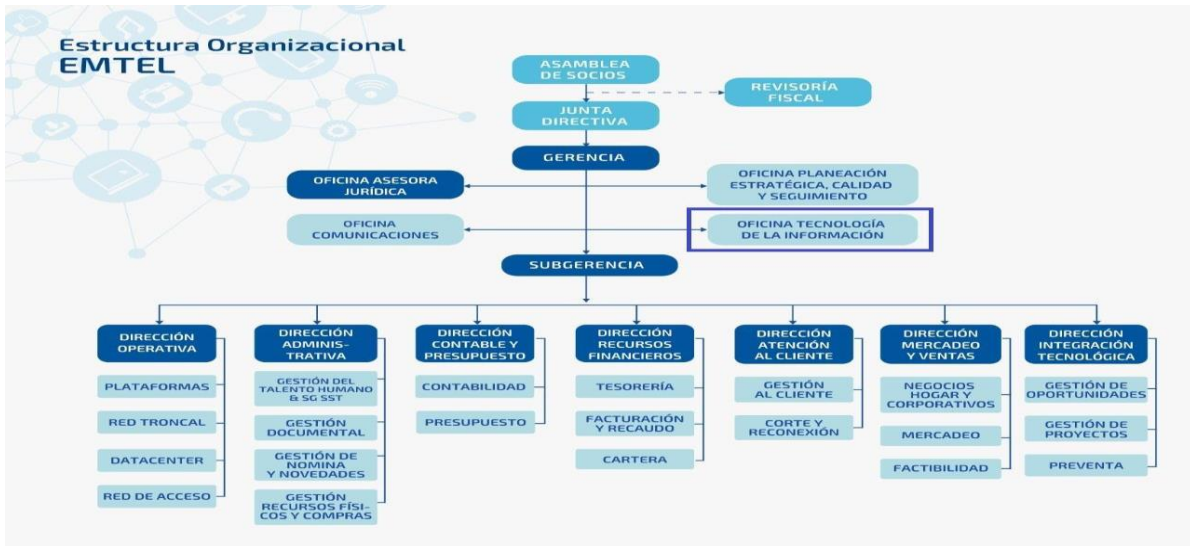 Estructura Organizacional
EMTEL
ASAMBLEA
DE SOCIOS
REVISORÍA
FISCAL
JUNTA
DIRECTIVA
GERENCIA
OFICINA ASESORA
JURÍDICA
OFICINA PLANEACIÓN
ESTRATÉGICA, CALIDAD
Y SEGUIMIENTO
OFICINA
COMUNICACIONES
OFICINA TECNOLOGÍA
DE LA INFORMACIÓN
SUBGERENCIA
DIRECCIÓN
OPERATIVA
PLATAFORMAS
RED TRONCAL
DATACENTER
RED DE ACCESO
DIRECCIÓN
ADMINIS-
TRATIVA
GESTIÓN DEL
TALENTO HUMANO
& SG SST
GESTIÓN
DOCUMENTAL
GESTIÓN DE
NOMINA
Y NOVEDADES
GESTIÓN
RECURSOS FÍSI-
COS Y COMPRAS
DIRECCIÓN
CONTABLE Y
PRESUPUESTO
CONTABILIDAD
PRESUPUESTO
DIRECCIÓN
RECURSOS
FINANCIEROS
TESORERÍA
FACTURACIÓN
Y RECAUDO
CARTERA
DIRECCIÓN
ATENCIÓN
AL CLIENTE
GESTIÓN
AL CLIENTE
CORTE Y
RECONEXIÓN
DIRECCIÓN
MERCADEO
Y VENTAS
NEGOCIOS
HOGAR Y
CORPORATIVOS
MERCADEO
FACTIBILIDAD
DIRECCIÓN
INTEGRACIÓN
TECNOLÓGICA
GESTIÓN DE
OPORTUNIDADES
GESTIÓN DE
PROYECTOS
PREVENTA